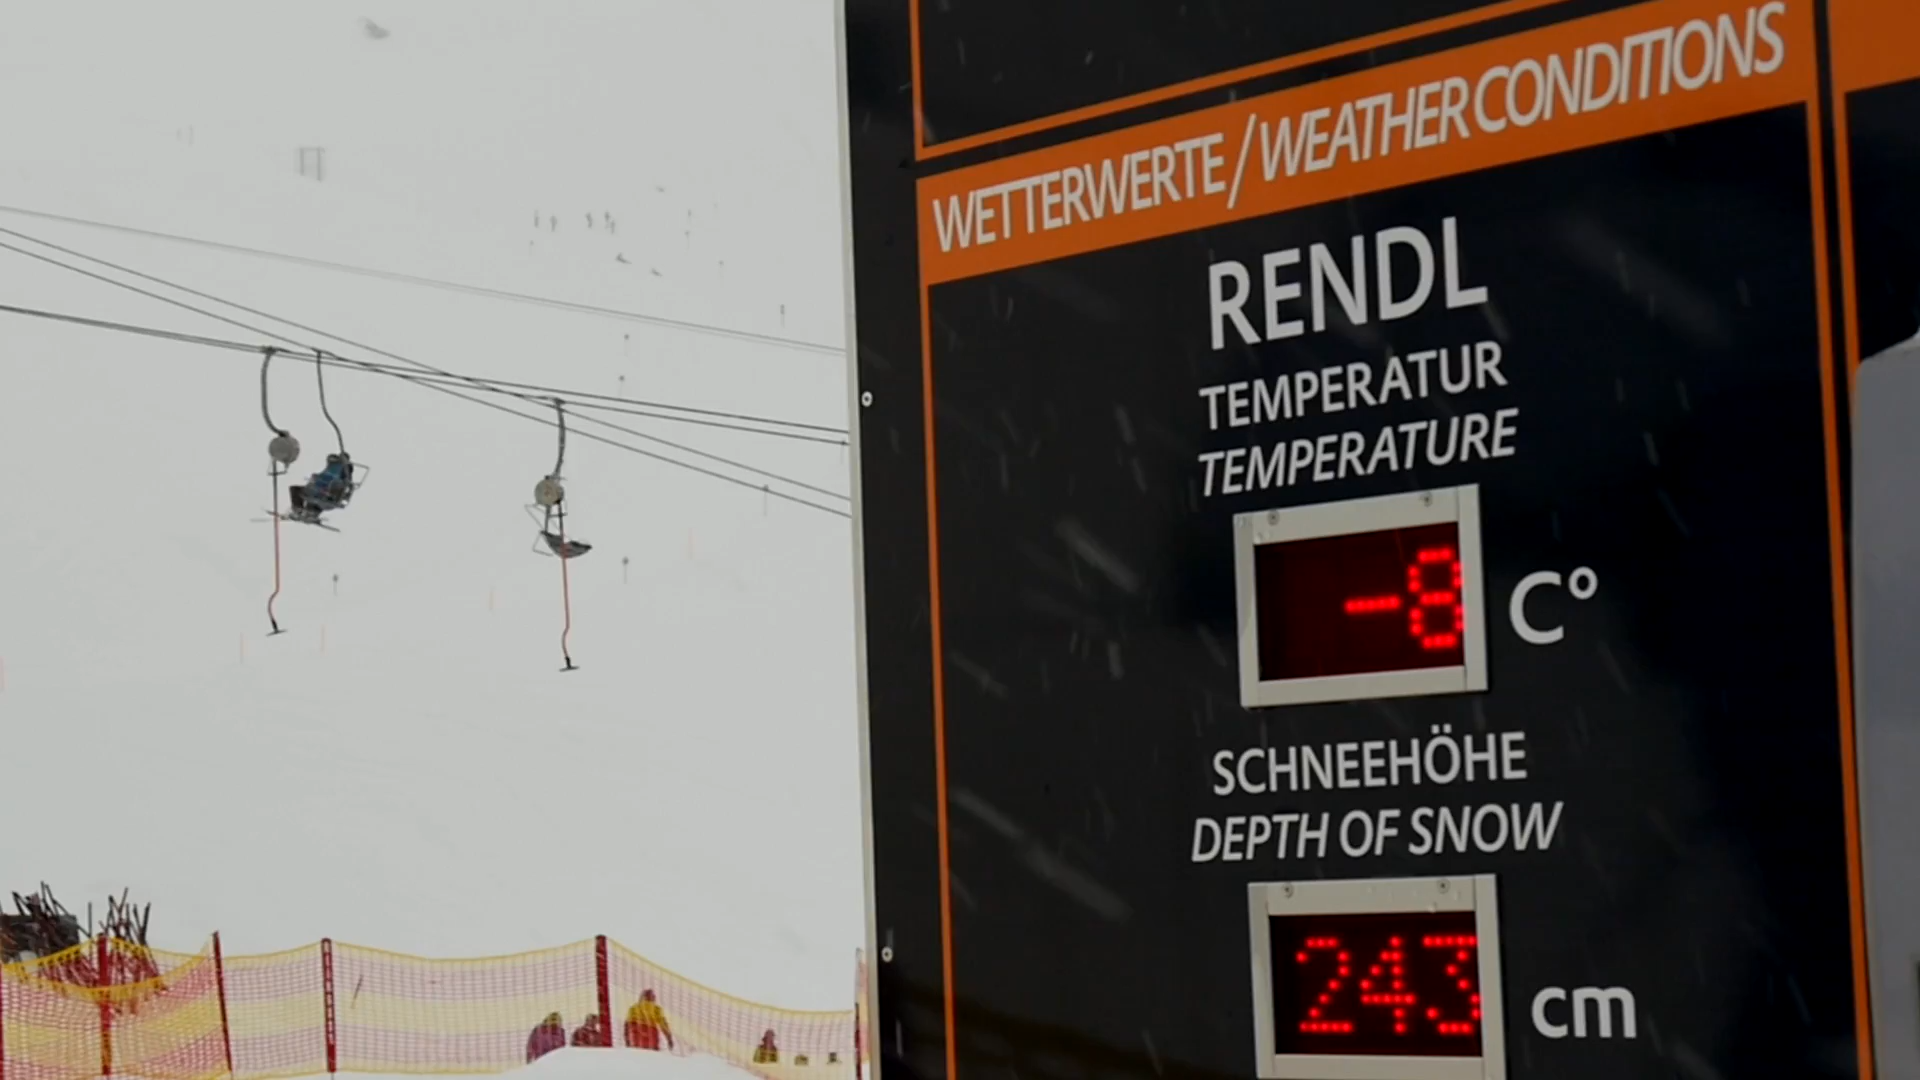 WETTERWERTE / WEATHER CONDITIONS
RENDL
TEMPERATUR
TEMPERATURE
-8 C°
SCHNEEHÖHE
DEPTH OF SNOW
243 cm